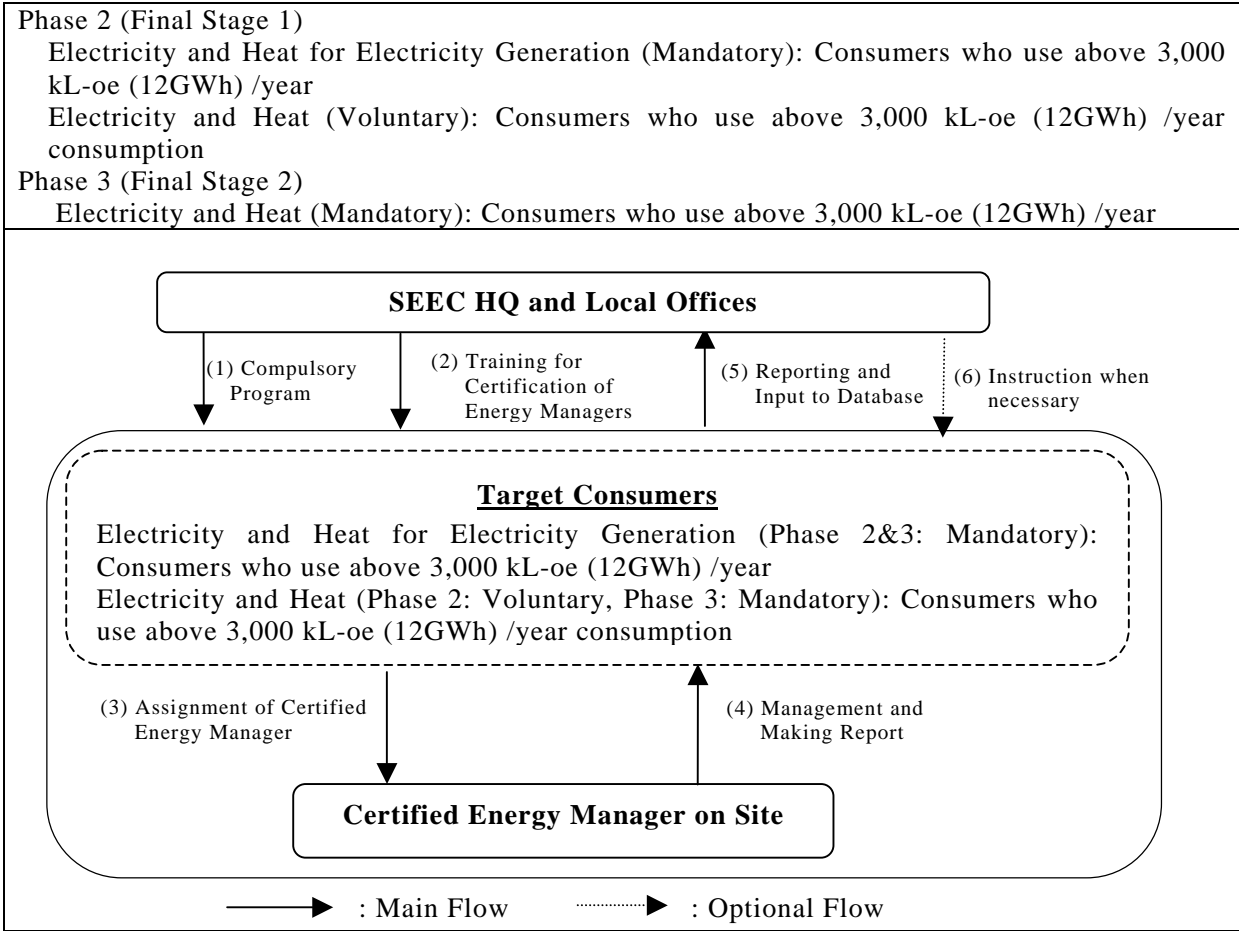 Phase 2 (Final Stage 1)
Electricity and Heat for Electricity Generation (Mandatory): Consumers who use above 3,000
kL-oe (12GWh) /year
Electricity and Heat (Voluntary): Consumers who use above 3,000 kL-oe (12GWh) /year
consumption
Phase 3 (Final Stage 2)
Electricity and Heat (Mandatory): Consumers who use above 3,000 kL-oe (12GWh) /year
SEEC HQ and Local Offices
(1) Compulsory
Program
(2) Training for
Certification of
Energy Managers
(5) Reporting and
Input to Database
(6) Instruction when
necessary
Target Consumers
Electricity and Heat for Electricity Generation (Phase 2&3: Mandatory):
Consumers who use above 3,000 kL-oe (12GWh) /year
Electricity and Heat (Phase 2: Voluntary, Phase 3: Mandatory): Consumers who
use above 3,000 kL-oe (12GWh) /year consumption
(3) Assignment of Certified
Energy Manager
(4) Management and
Making Report
Certified Energy Manager on Site
: Main Flow
: Optional Flow